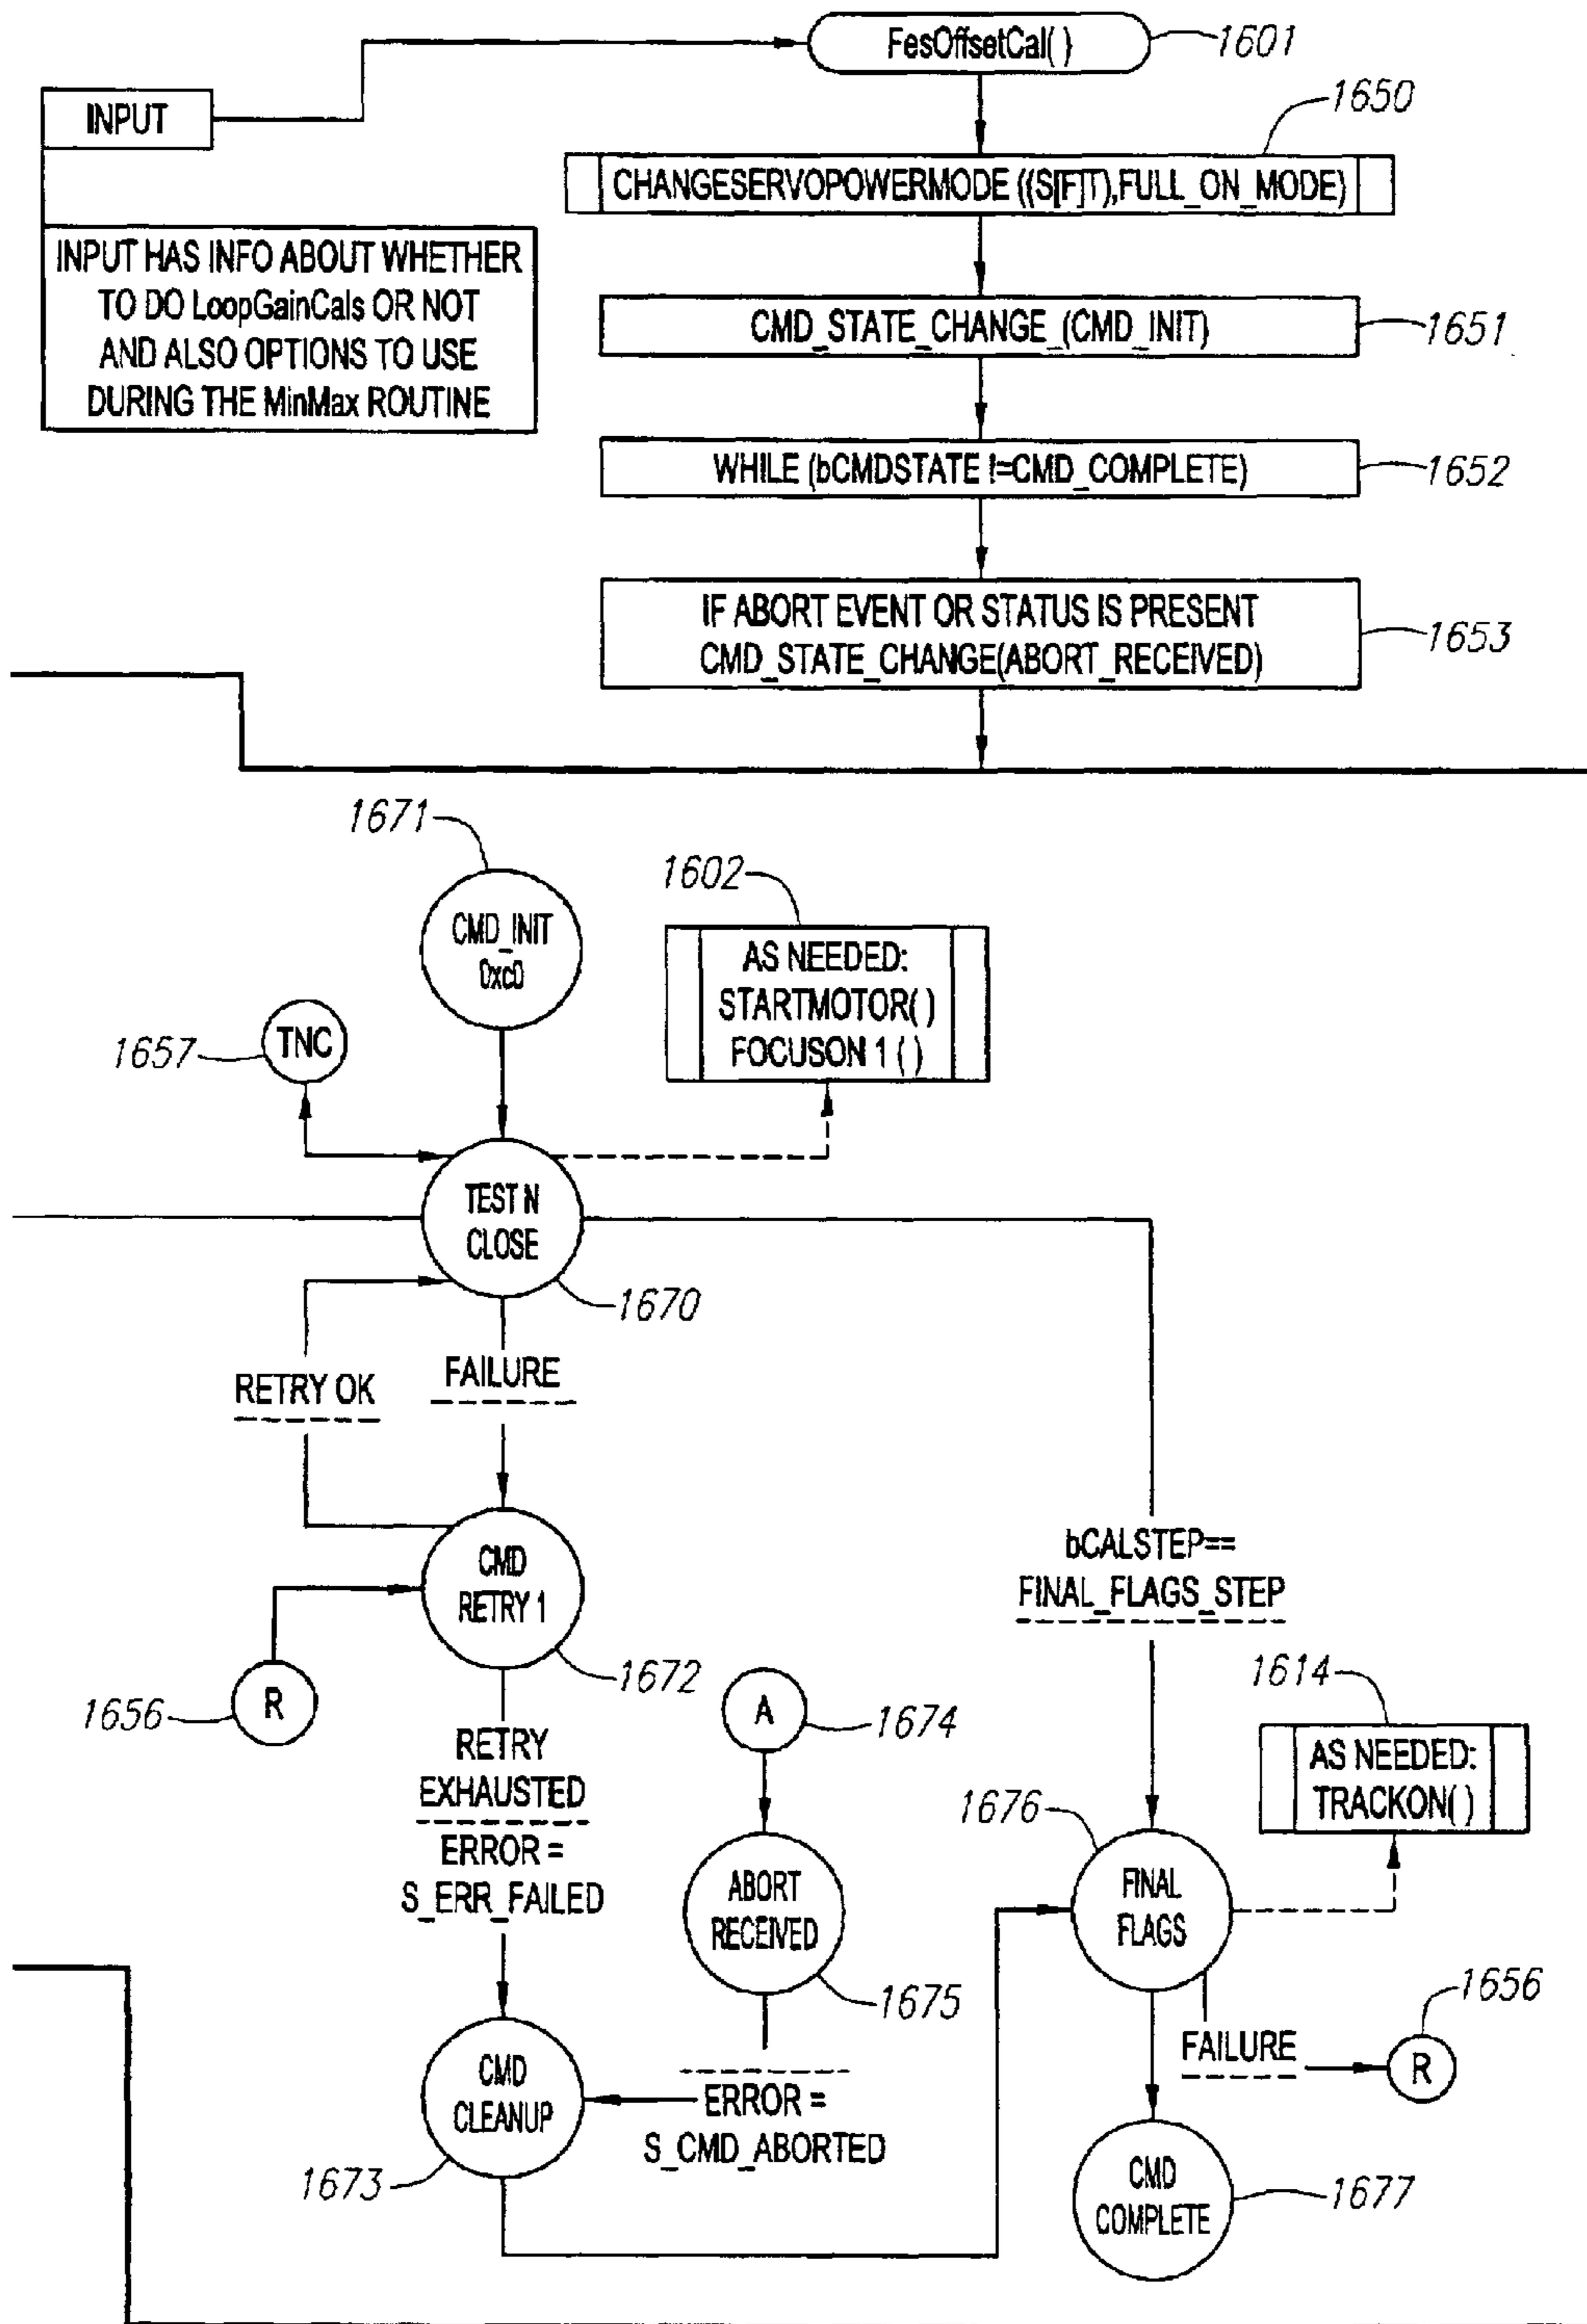 FesOffsetCal( )
1601
INPUT
1650
CHANGESERVOPOWERMODE ((S[F]T),FULL_ON_MODE)
INPUT HAS INFO ABOUT WHETHER
TO DO LoopGainCals OR NOT
AND ALSO OPTIONS TO USE
DURING THE MinMax ROUTINE
CMD_STATE_CHANGE_(CMD_INIT)
1651
WHILE (bCMDSTATE !=CMD_COMPLETE)
1652
IF ABORT EVENT OR STATUS IS PRESENT
CMD_STATE_CHANGE(ABORT_RECEIVED)
1653
1671
CMD_INIT
0xc0
1602
AS NEEDED:
STARTMOTOR( )
FOCUSON 1 ( )
TNC
1657
TEST N
CLOSE
1670
RETRY OK
FAILURE
CMD
RETRY 1
1672
R
1656
bCALSTEP==
FINAL_FLAGS_STEP
RETRY
EXHAUSTED
ERROR =
S_ERR_FAILED
A
1674
1614
AS NEEDED:
TRACKON( )
1676
FINAL
FLAGS
ABORT
RECEIVED
1675
1656
FAILURE
R
CMD
CLEANUP
1673
ERROR =
S_CMD_ABORTED
CMD
COMPLETE
1677